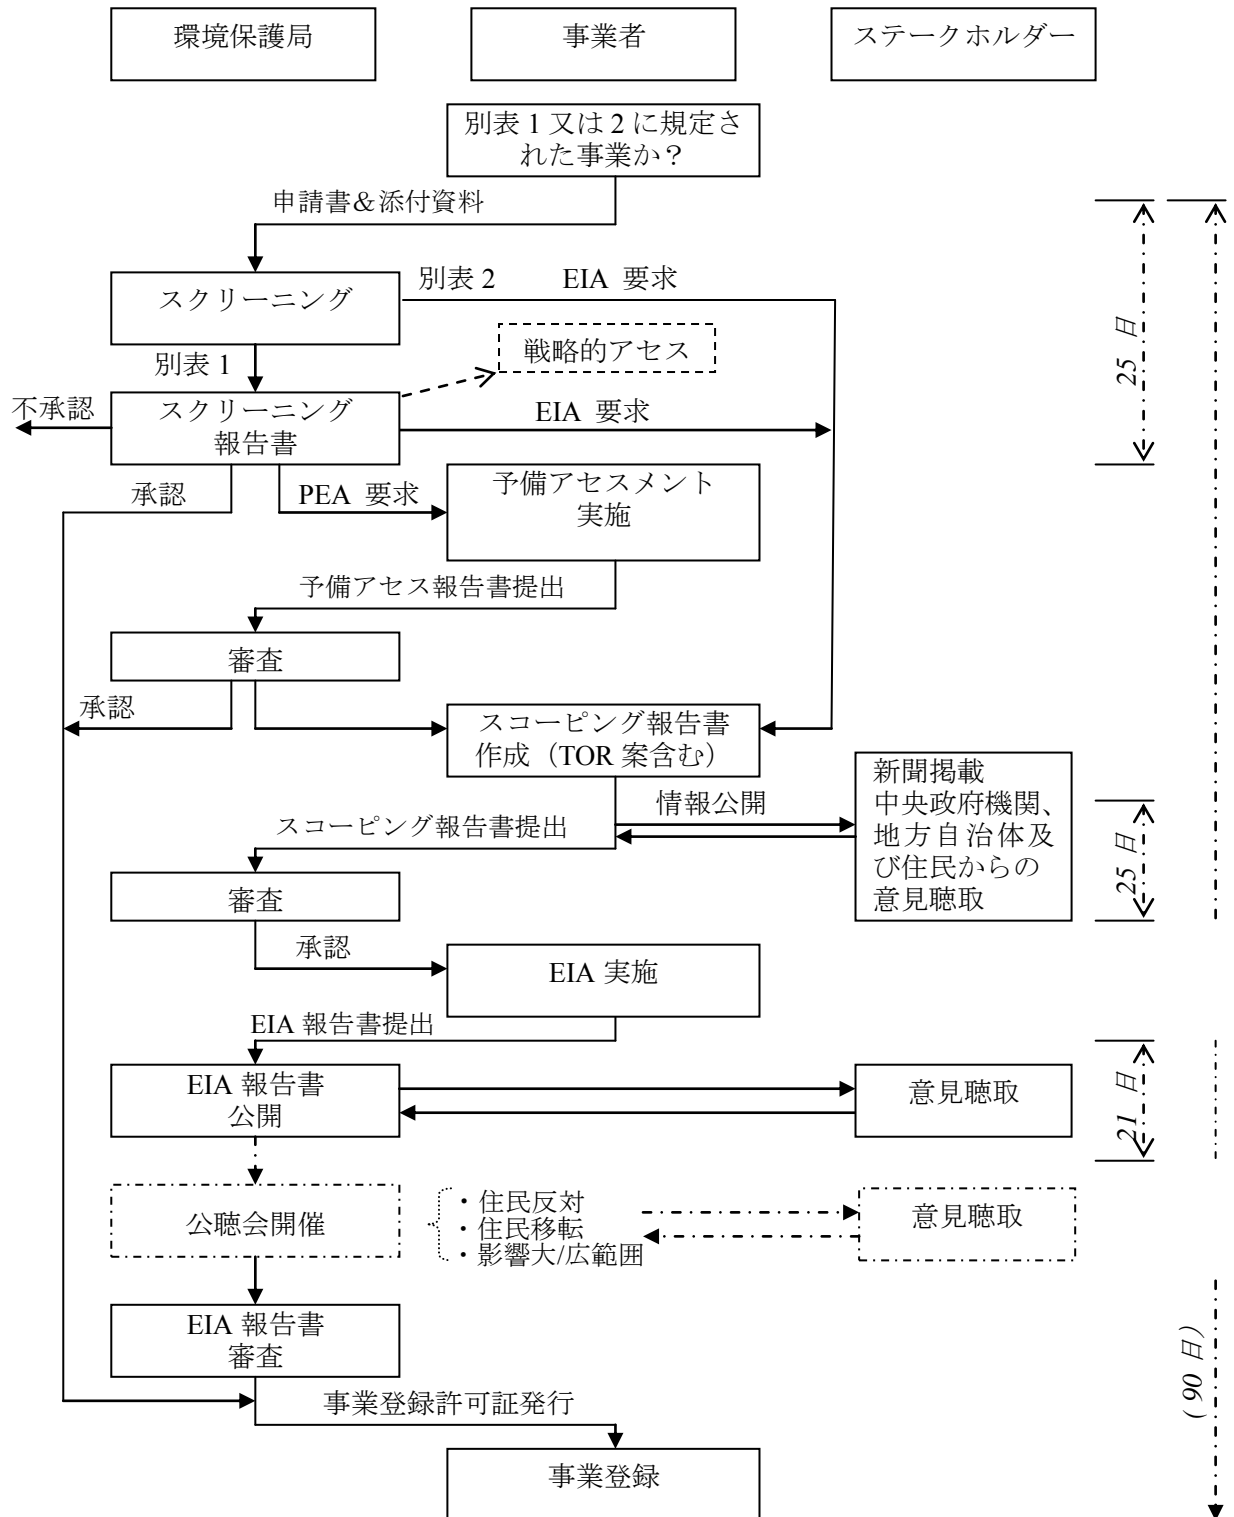 環境保護局
事業者
ステークホルダー
別表 1 又は 2 に規定さ
れた事業か？
申請書＆添付資料
スクリーニング
別表 2
EIA 要求
戦略的アセス
25 日
別表 1
不承認
スクリーニング
報告書
EIA 要求
承認
PEA 要求
予備アセスメント
実施
予備アセス報告書提出
審査
承認
スコーピング報告書
作成（TOR 案含む）
新聞掲載
中央政府機関、
地方自治体及
び住民からの
意見聴取
情報公開
スコーピング報告書提出
25 日
審査
承認
EIA 実施
EIA 報告書提出
EIA 報告書
公開
意見聴取
21 日
公聴会開催
・住民反対
・住民移転
・影響大/広範囲
意見聴取
EIA 報告書
審査
(90 日)
事業登録許可証発行
事業登録